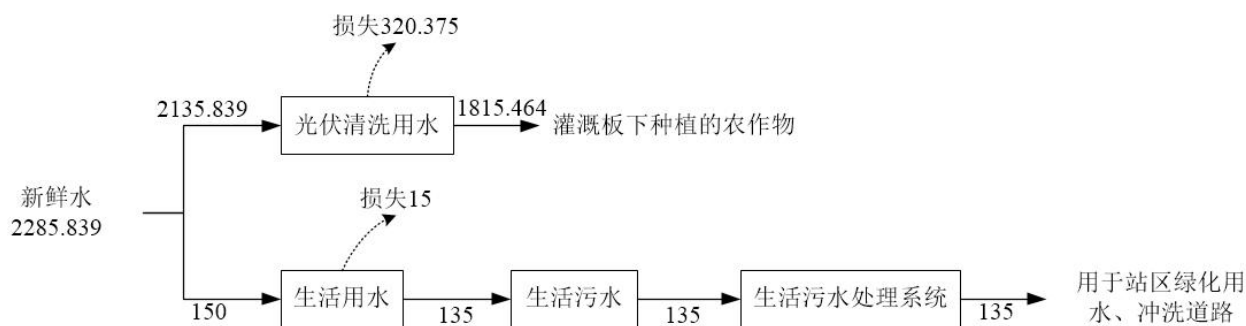 损失320.375
2135.839
光伏清洗用水
1815.464
灌溉板下种植的农作物
新鲜水
2285.839
损失15
150
生活用水
135
生活污水
135
生活污水处理系统
135
用于站区绿化用
水、冲洗道路